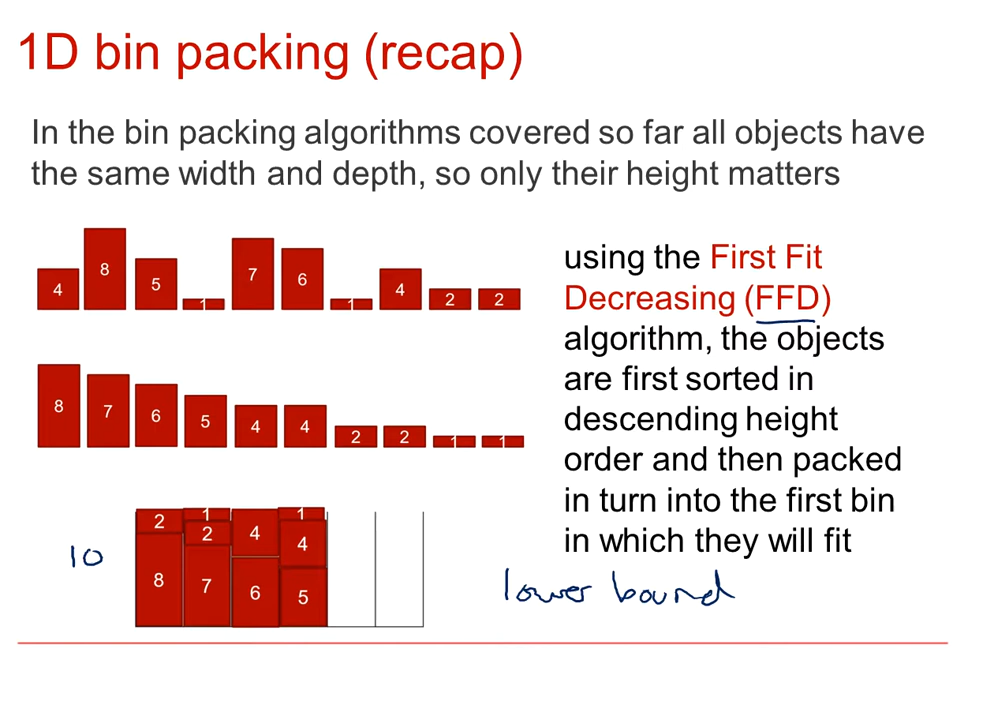 1D bin packing (recap)
In the bin packing algorithms covered so far all objects have
the same width and depth, so only their height matters
4 8 5 1 7 6 1 4 2 2
using the First Fit
Decreasing (FFD)
algorithm, the objects
are first sorted in
descending height
order and then packed
in turn into the first bin
in which they will fit
8 7 6 5 4 4 2 2 1 1
2 1 4 1
2 4
8 7 6 5
10
lower bound